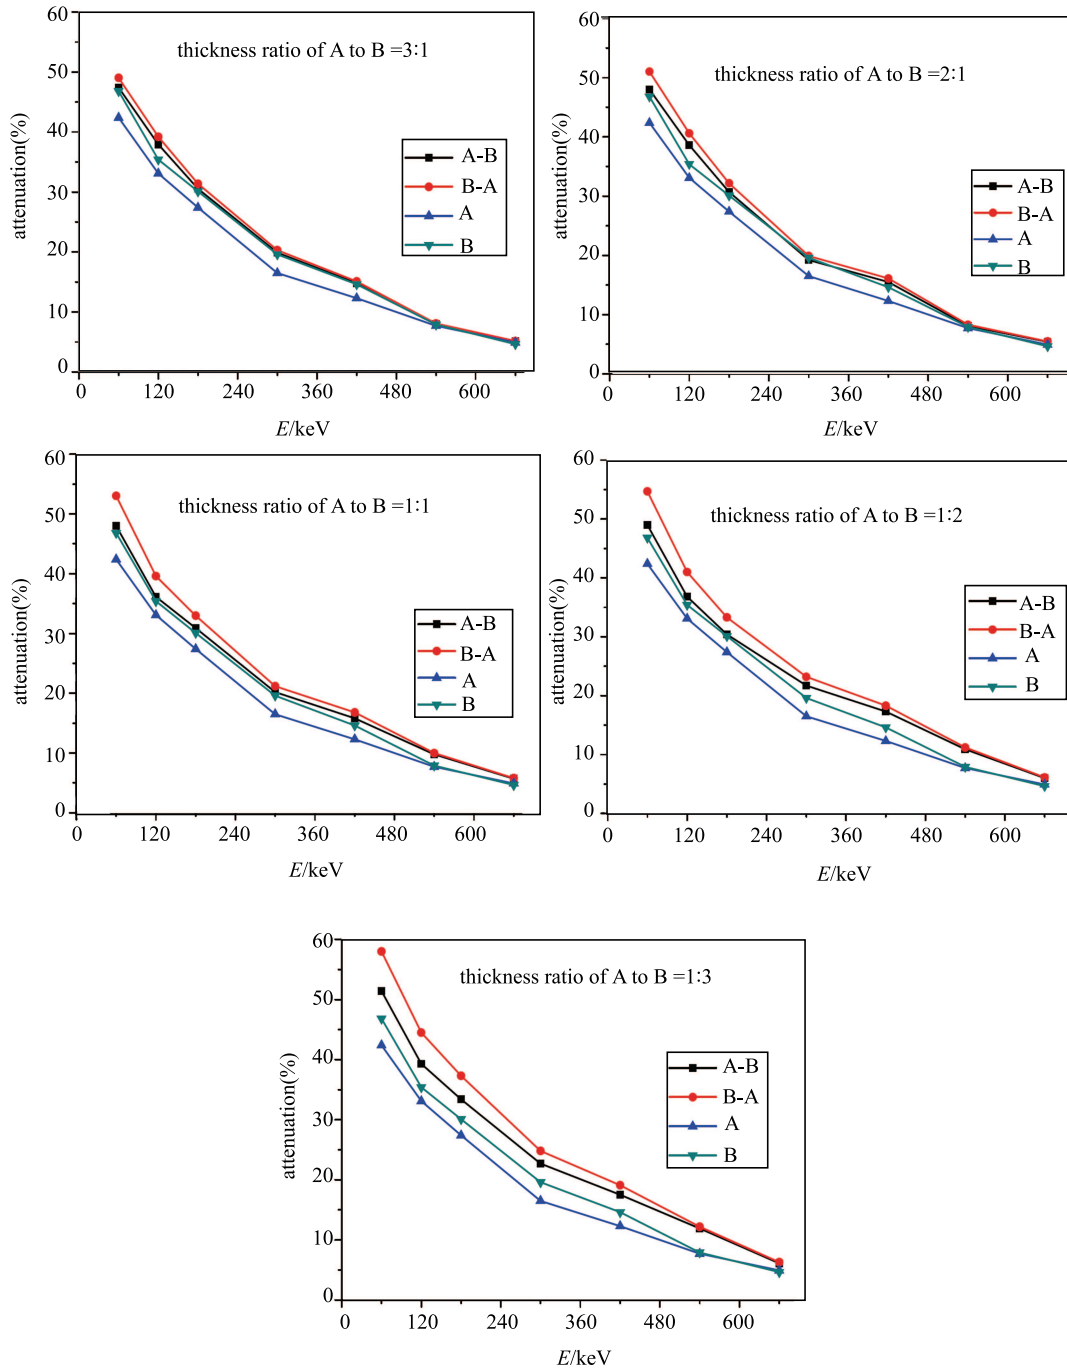 60
50
40
30
20
10
0
attenuation(%)
thickness ratio of A to B =3:1
A-B
B-A
A
B
0 120 240 360 480 600
E/keV
60
50
40
30
20
10
0
attenuation(%)
thickness ratio of A to B =2:1
A-B
B-A
A
B
0 120 240 360 480 600
E/keV
60
50
40
30
20
10
0
attenuation(%)
thickness ratio of A to B =1:1
A-B
B-A
A
B
0 120 240 360 480 600
E/keV
60
50
40
30
20
10
0
attenuation(%)
thickness ratio of A to B =1:2
A-B
B-A
A
B
0 120 240 360 480 600
E/keV
60
50
40
30
20
10
0
attenuation(%)
thickness ratio of A to B =1:3
A-B
B-A
A
B
0 120 240 360 480 600
E/keV